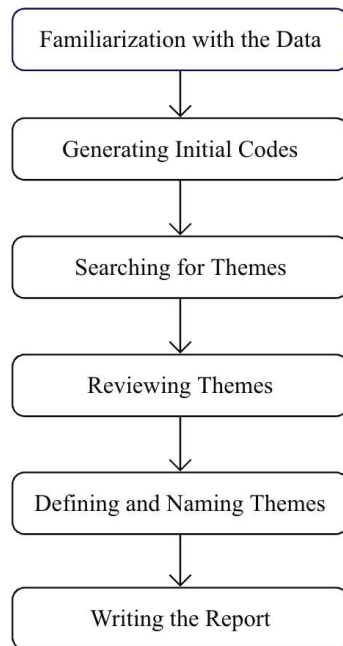 Familiarization with the Data
Generating Initial Codes
Searching for Themes
Reviewing Themes
Defining and Naming Themes
Writing the Report